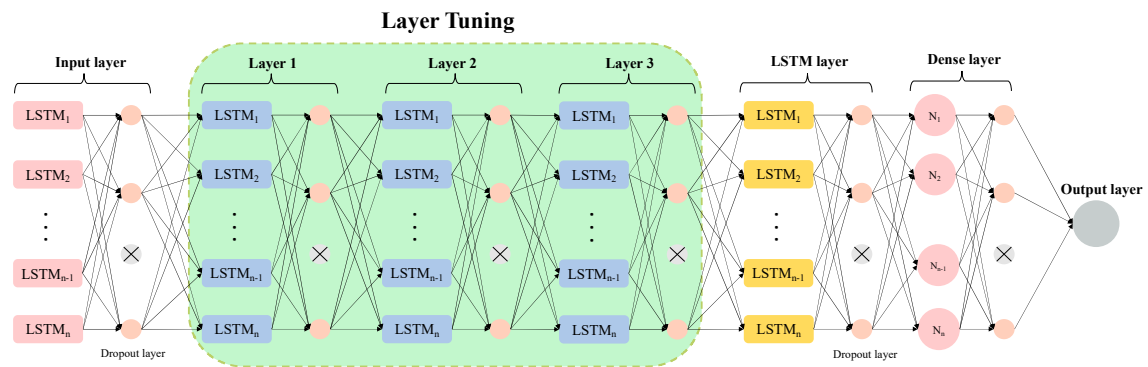 Layer Tuning
Input layer
Layer 1
Layer 2
Layer 3
LSTM layer
Dense layer
LSTM1 LSTM1 LSTM1 LSTM1 LSTM1 N1
LSTM2 LSTM2 LSTM2 LSTM2 LSTM2 N2
Output layer
LSTMn-1 LSTMn-1 LSTMn-1 LSTMn-1 LSTMn-1 Nn-1
LSTMn LSTMn LSTMn LSTMn LSTMn Nn
Dropout layer
Dropout layer